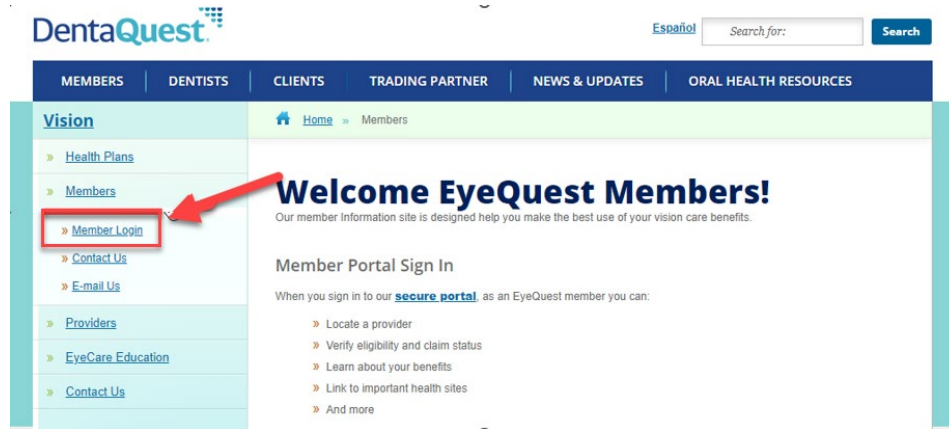 DentaQuest.
Español
Search for:
Search
MEMBERS
DENTISTS
CLIENTS
TRADING PARTNER
NEWS & UPDATES
ORAL HEALTH RESOURCES
Vision
» Health Plans
» Members
» Member Login
» Contact Us
» E-mail Us
» Providers
» EyeCare Education
» Contact Us
Home » Members
Welcome EyeQuest Members!
Our member Information site is designed help you make the best use of your vision care benefits.
Member Portal Sign In
When you sign in to our secure portal, as an EyeQuest member you can:
» Locate a provider
» Verify eligibility and claim status
» Learn about your benefits
» Link to important health sites
» And more